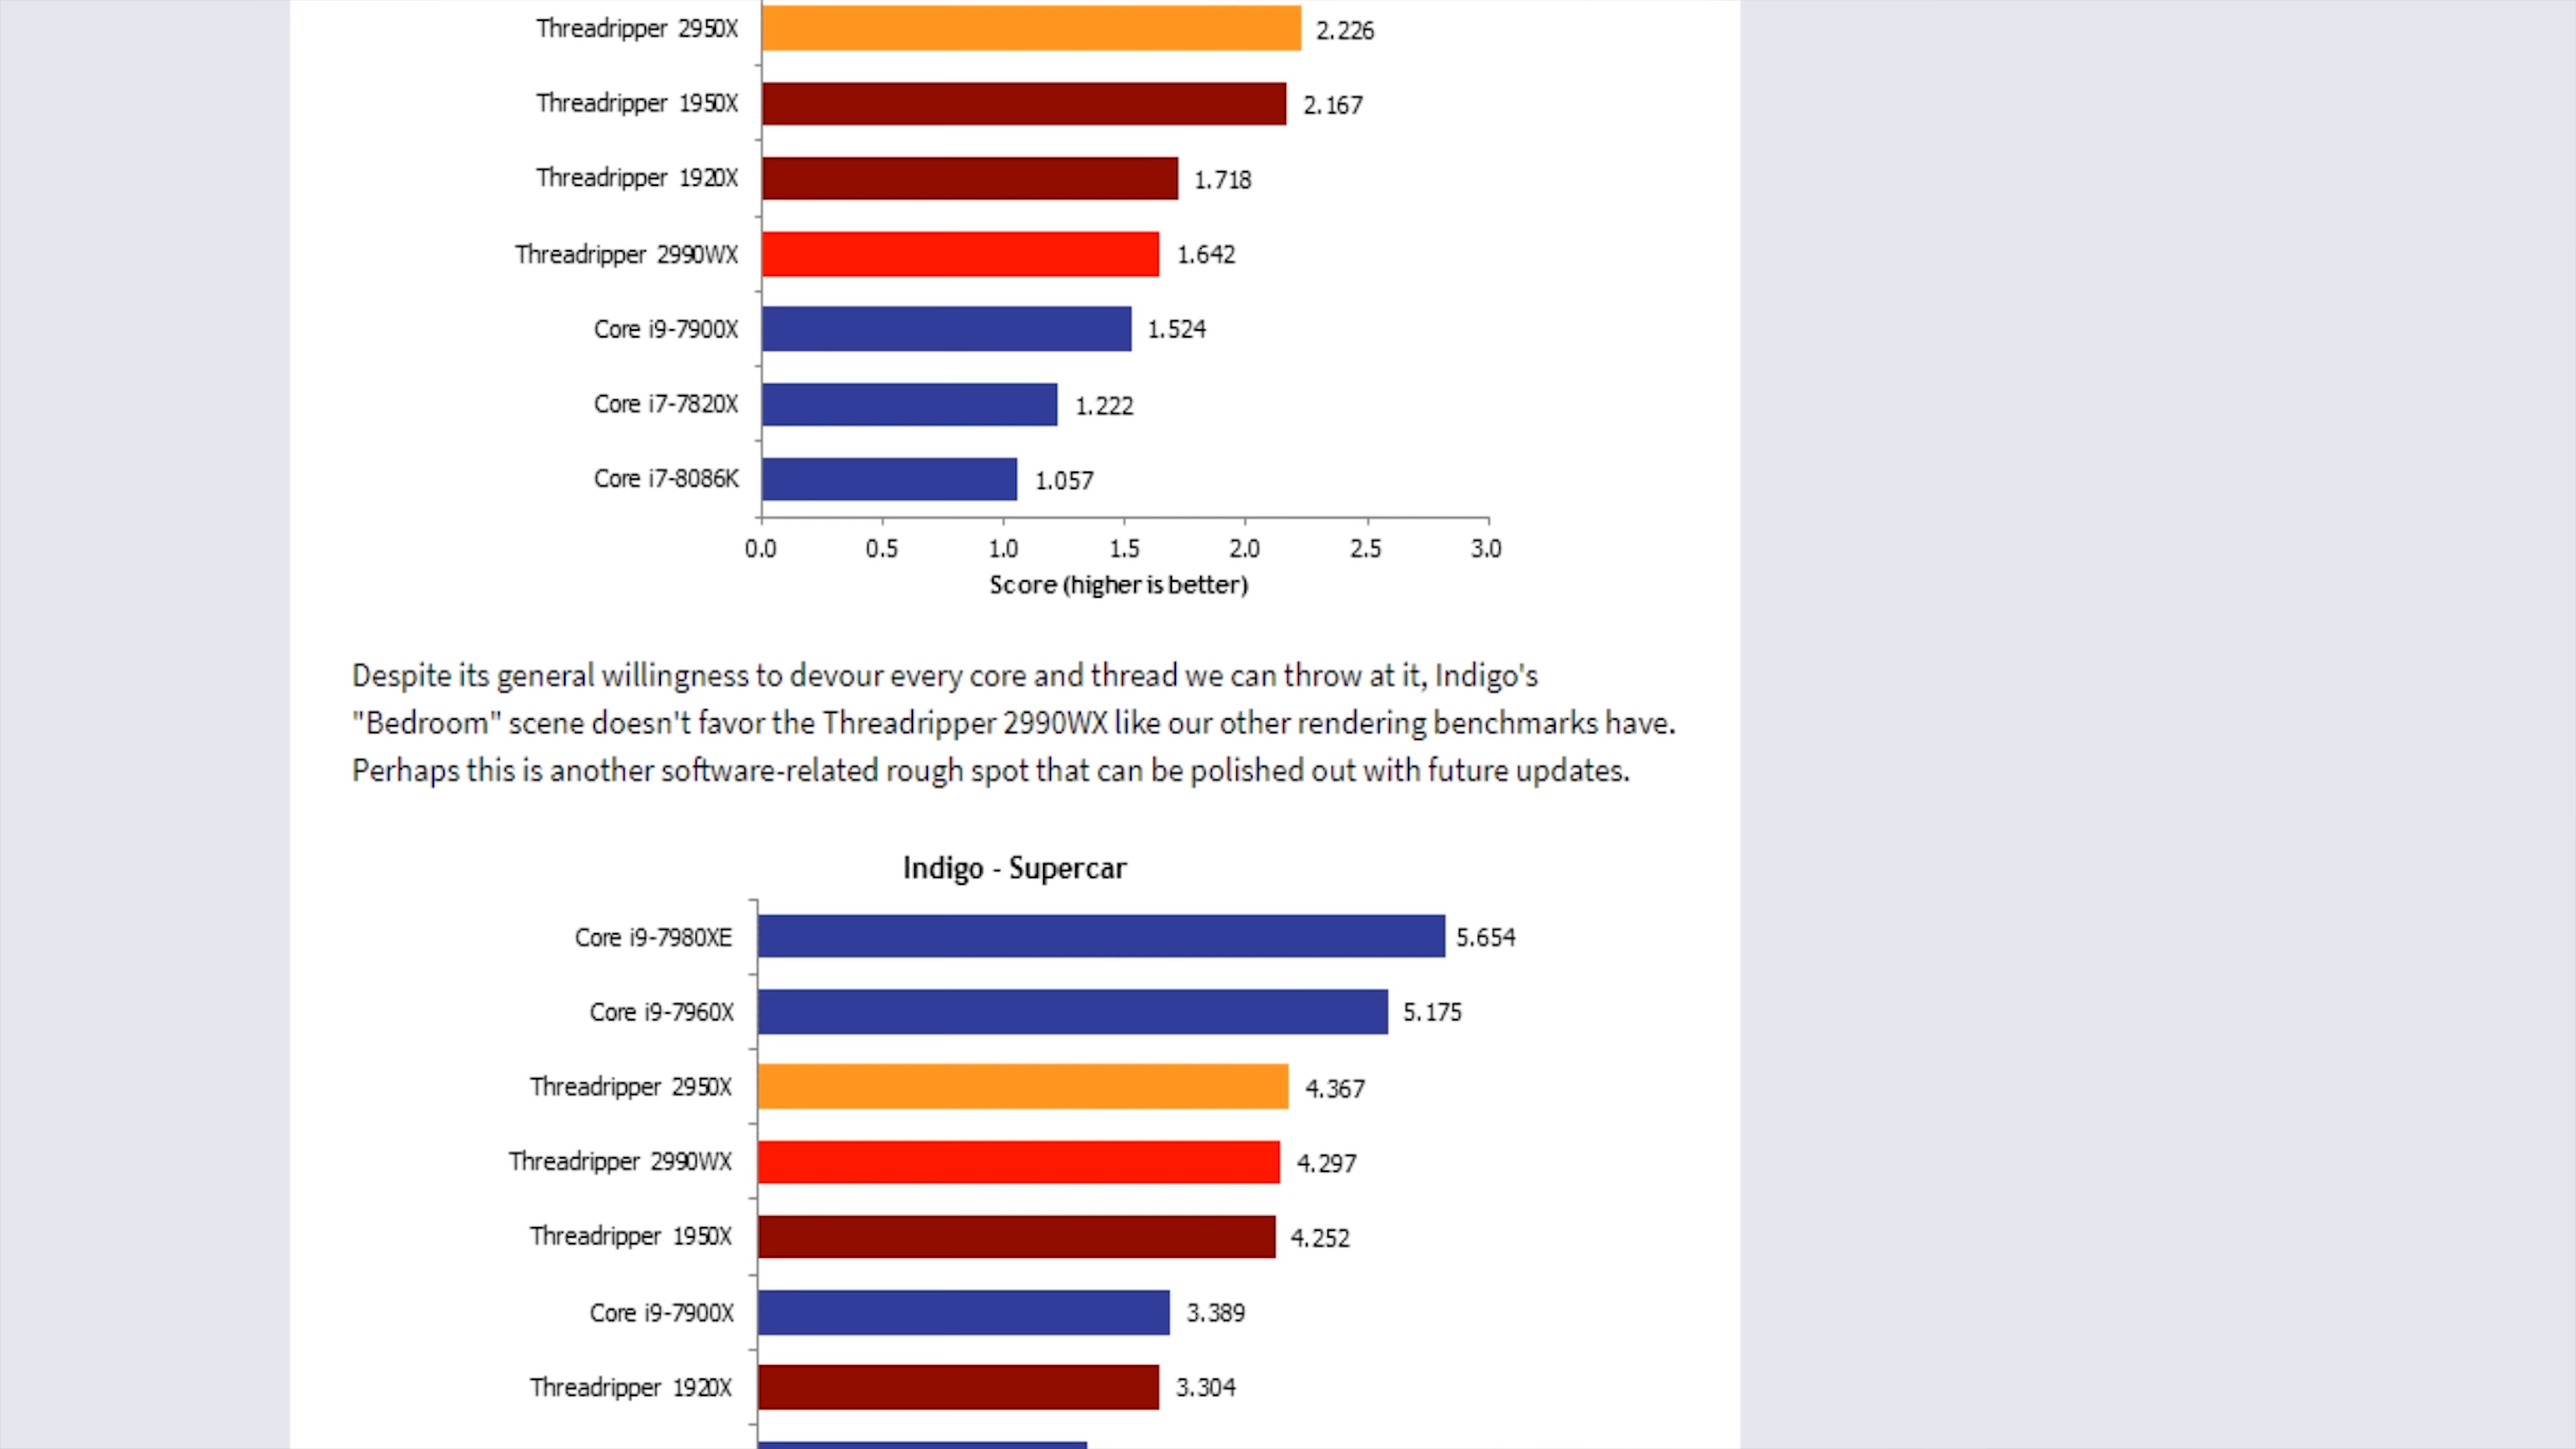 Threadripper 2950X 2.226
Threadripper 1950X 2.167
Threadripper 1920X 1.718
Threadripper 2990WX 1.642
Core i9-7900X 1.524
Core i7-7820X 1.222
Core i7-8086K 1.057
0.0 0.5 1.0 1.5 2.0 2.5 3.0
Score (higher is better)
Despite its general willingness to devour every core and thread we can throw at it, Indigo's
"Bedroom" scene doesn't favor the Threadripper 2990WX like our other rendering benchmarks have.
Perhaps this is another software-related rough spot that can be polished out with future updates.
Indigo - Supercar
Core i9-7980XE 5.654
Core i9-7960X 5.175
Threadripper 2950X 4.367
Threadripper 2990WX 4.297
Threadripper 1950X 4.252
Core i9-7900X 3.389
Threadripper 1920X 3.304